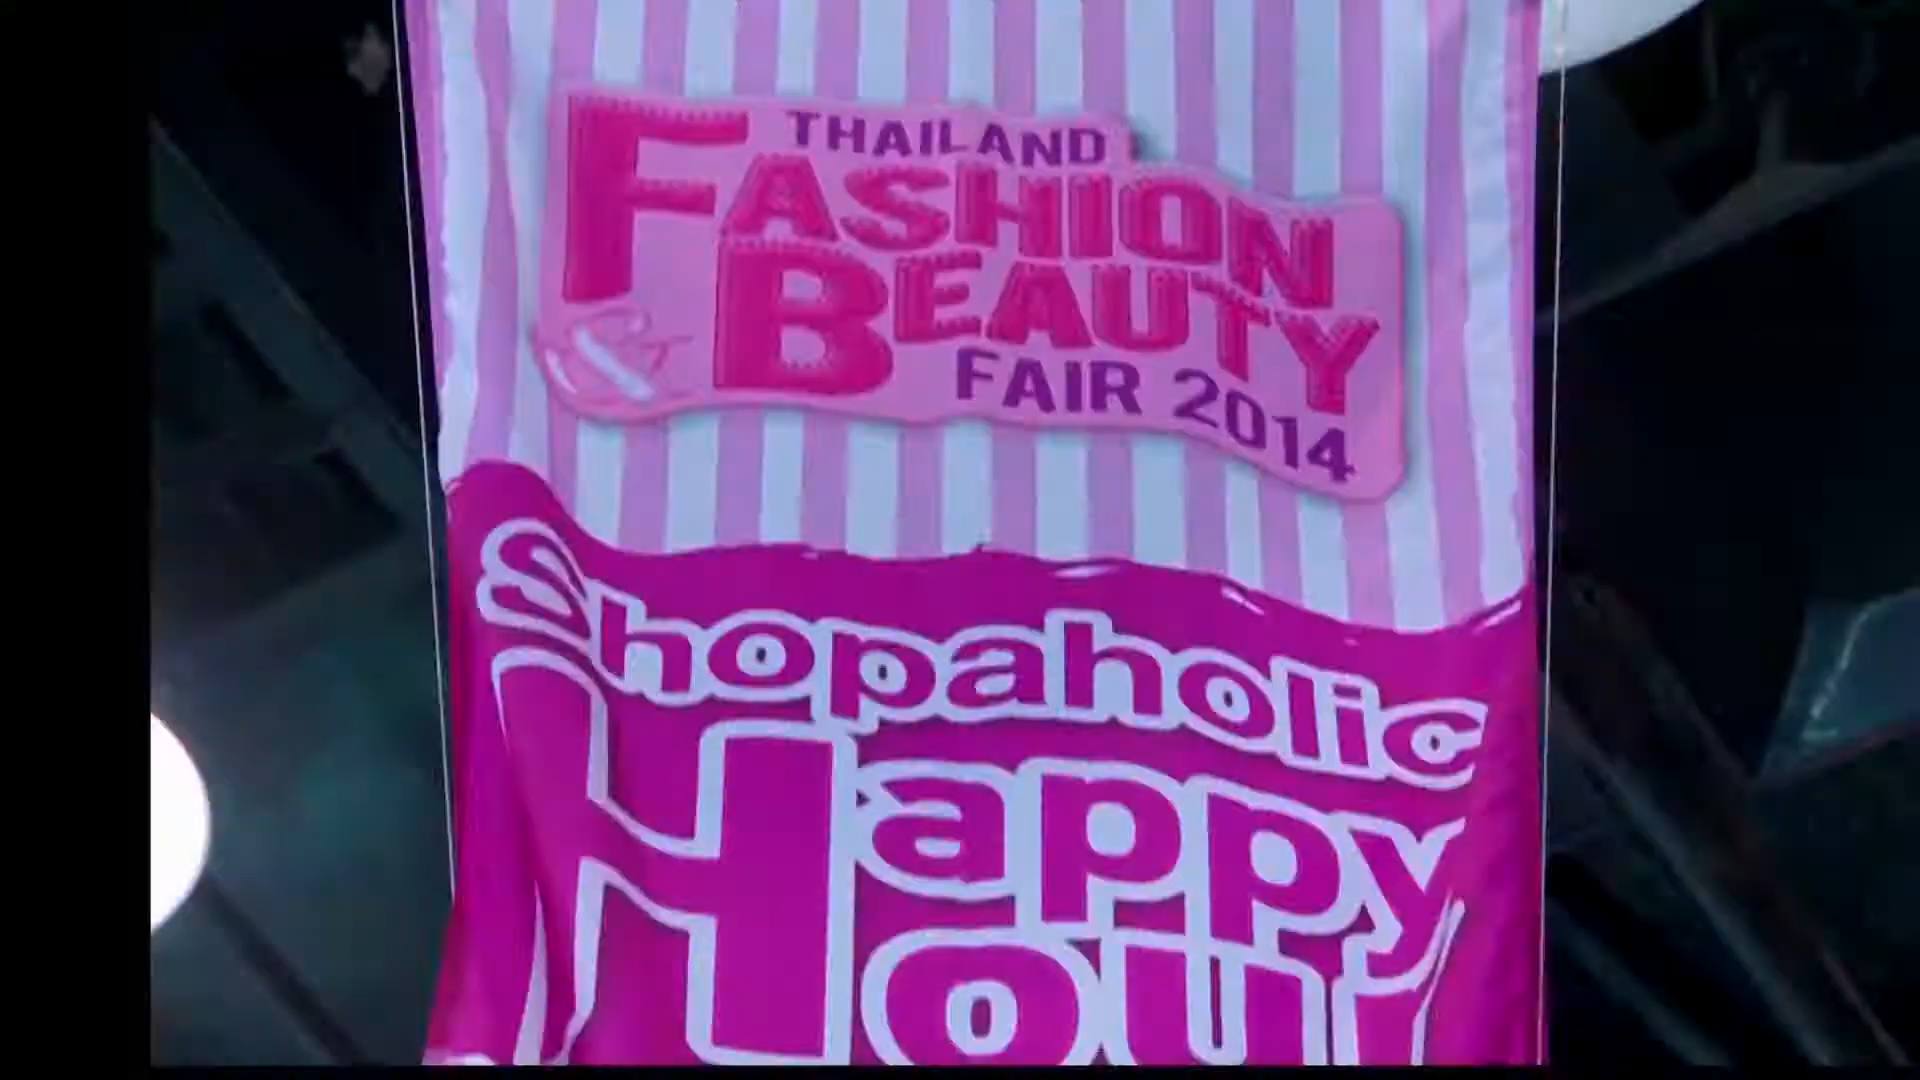 THAILAND
FASHION
& BEAUTY
FAIR 2014
Shopaholic
Happy
Hour